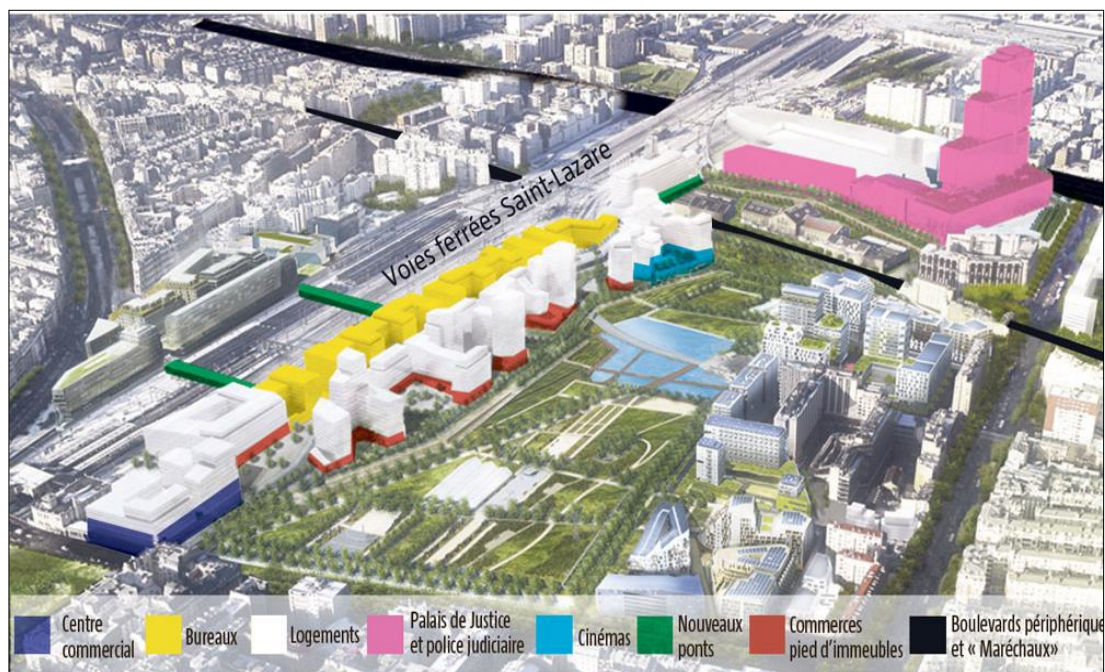 Voies ferrées Saint-Lazare
Centre
commercial
Bureaux
Logements
Palais de Justice
et police judiciaire
Cinémas
Nouveaux
ponts
Commerces
pied d'immeubles
Boulevards périphérique
et « Maréchaux»